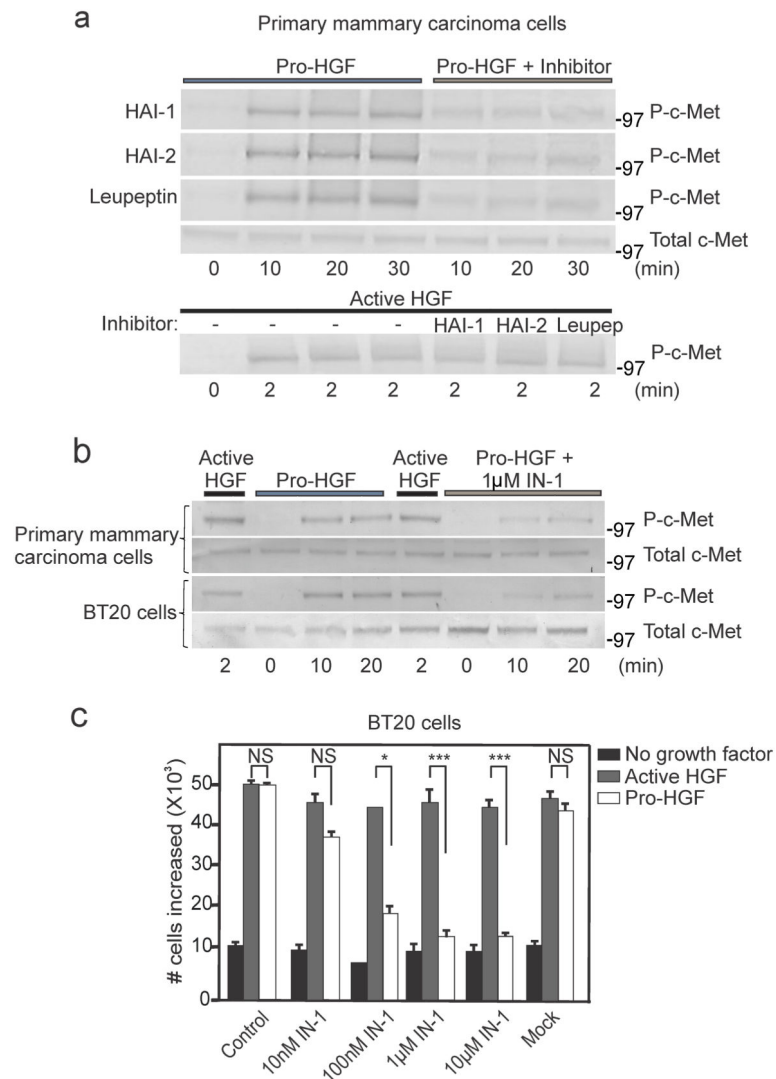 a
Primary mammary carcinoma cells
Pro-HGF Pro-HGF + Inhibitor
HAI-1 -97 P-c-Met
HAI-2 -97 P-c-Met
Leupeptin -97 P-c-Met
-97 Total c-Met
0 10 20 30 10 20 30 (min)
Active HGF
Inhibitor: - - - - HAI-1 HAI-2 Leupep
-97 P-c-Met
0 2 2 2 2 2 2 (min)
b
Active HGF Pro-HGF Active HGF Pro-HGF + 1µM IN-1
Primary mammary carcinoma cells
-97 P-c-Met
-97 Total c-Met
BT20 cells
-97 P-c-Met
-97 Total c-Met
2 0 10 20 2 0 10 20 (min)
c
BT20 cells
NS NS * *** *** NS
No growth factor
Active HGF
Pro-HGF
# cells increased (X10³)
50
40
30
20
10
0
Control 10nM IN-1 100nM IN-1 1µM IN-1 10µM IN-1 Mock